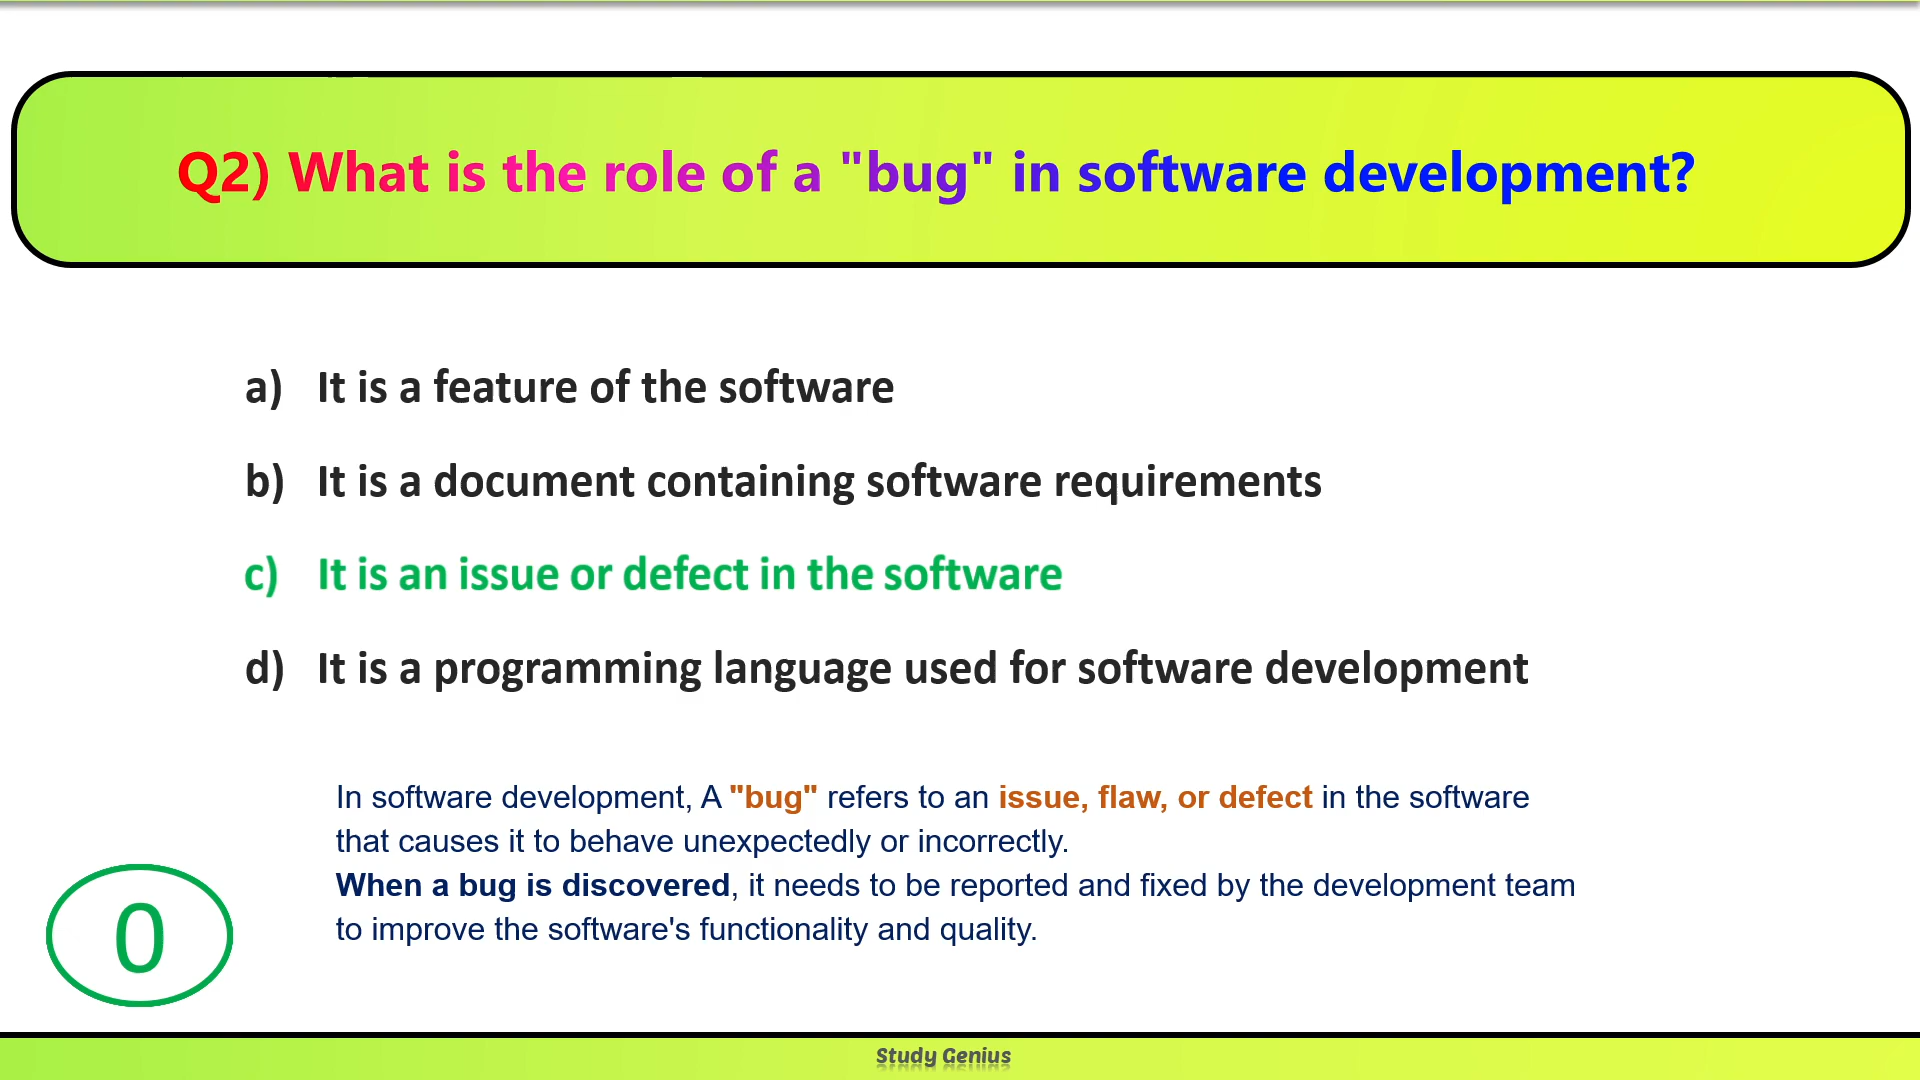 Q2) What is the role of a "bug" in software development?
a) It is a feature of the software
b) It is a document containing software requirements
c) It is an issue or defect in the software
d) It is a programming language used for software development
In software development, A "bug" refers to an issue, flaw, or defect in the software
that causes it to behave unexpectedly or incorrectly.
When a bug is discovered, it needs to be reported and fixed by the development team
to improve the software's functionality and quality.
0
Study Genius